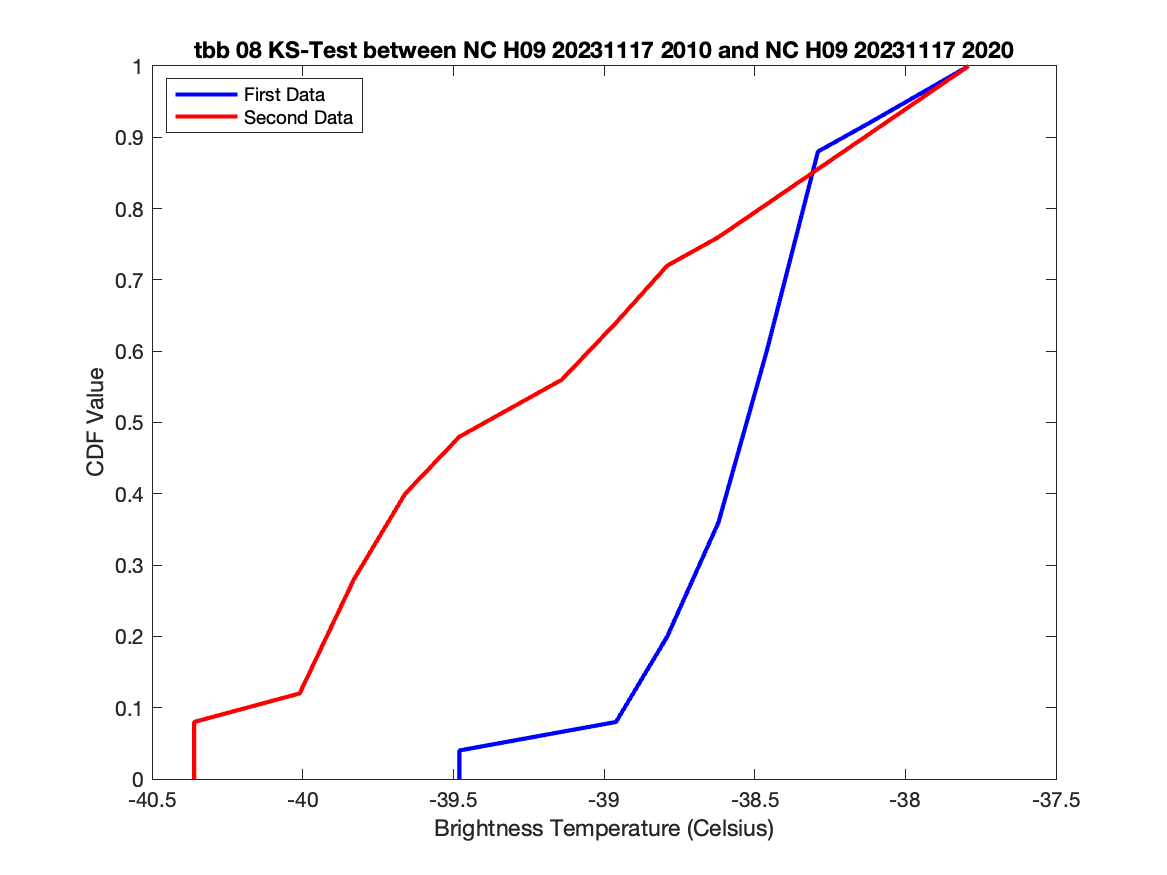 tbb 08 KS-Test between NC H09 20231117 2010 and NC H09 20231117 2020
First Data
Second Data
1
0.9
0.8
0.7
0.6
0.5
0.4
0.3
0.2
0.1
0
CDF Value
-40.5 -40 -39.5 -39 -38.5 -38 -37.5
Brightness Temperature (Celsius)